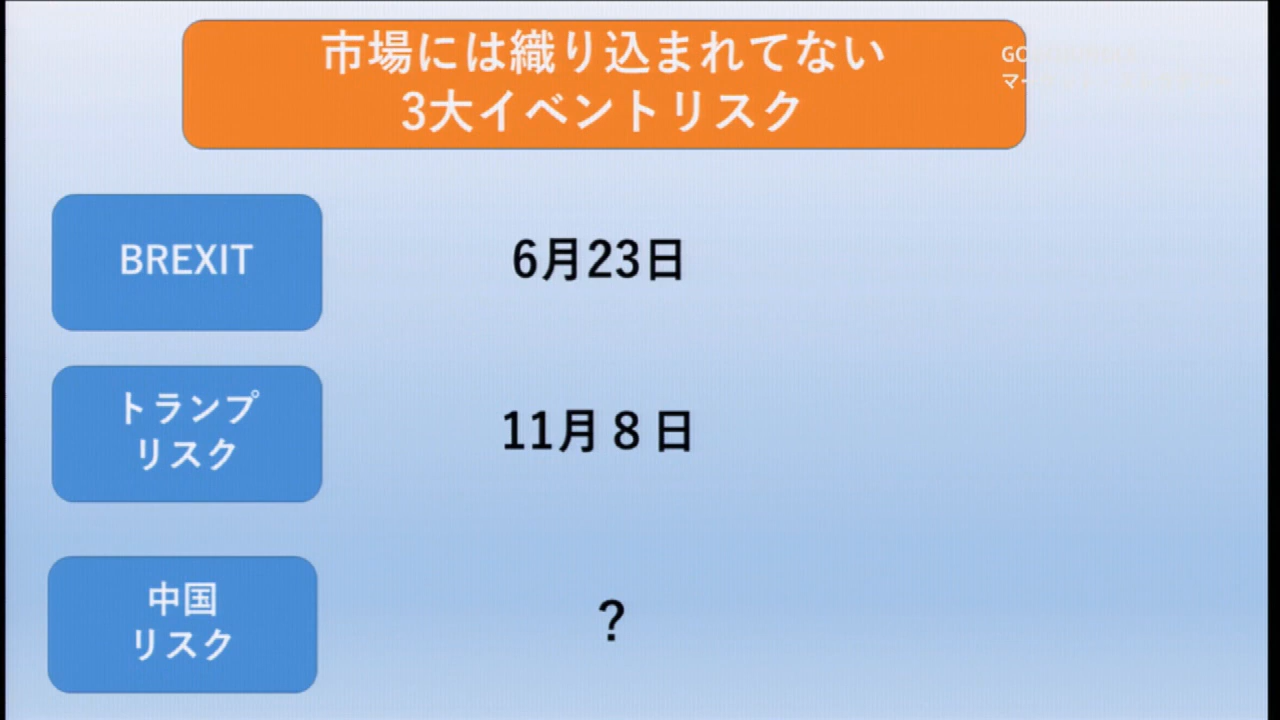 市場には織り込まれてない
3大イベントリスク
BREXIT
6月23日
トランプ
リスク
11月８日
中国
リスク
？